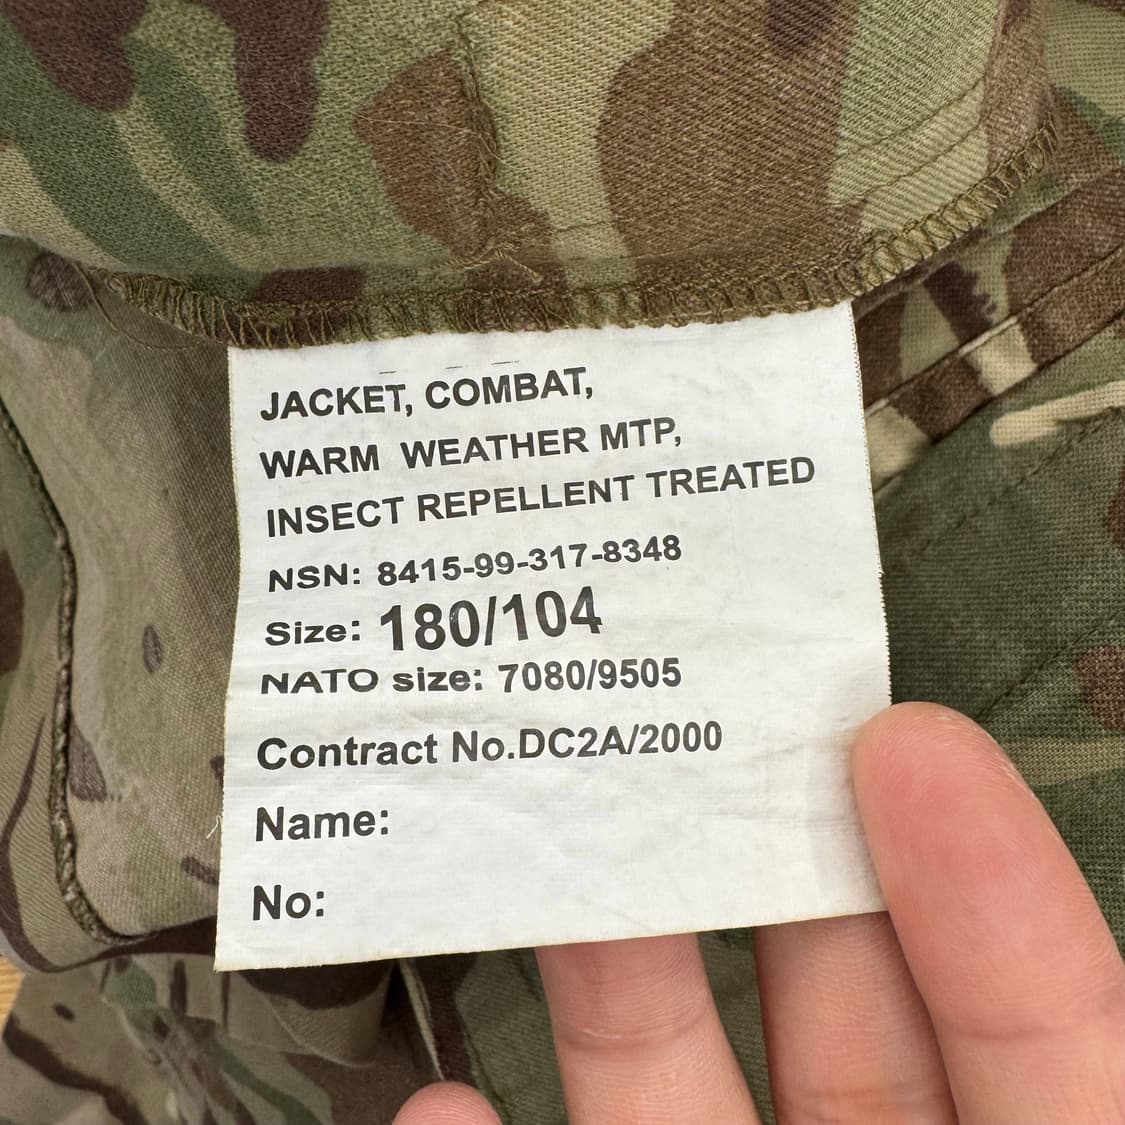 JACKET, COMBAT,
WARM WEATHER MTP,
INSECT REPELLENT TREATED
NSN: 8415-99-317-8348
Size: 180/104
NATO size: 7080/9505
Contract No.DC2A/2000
Name:
No: